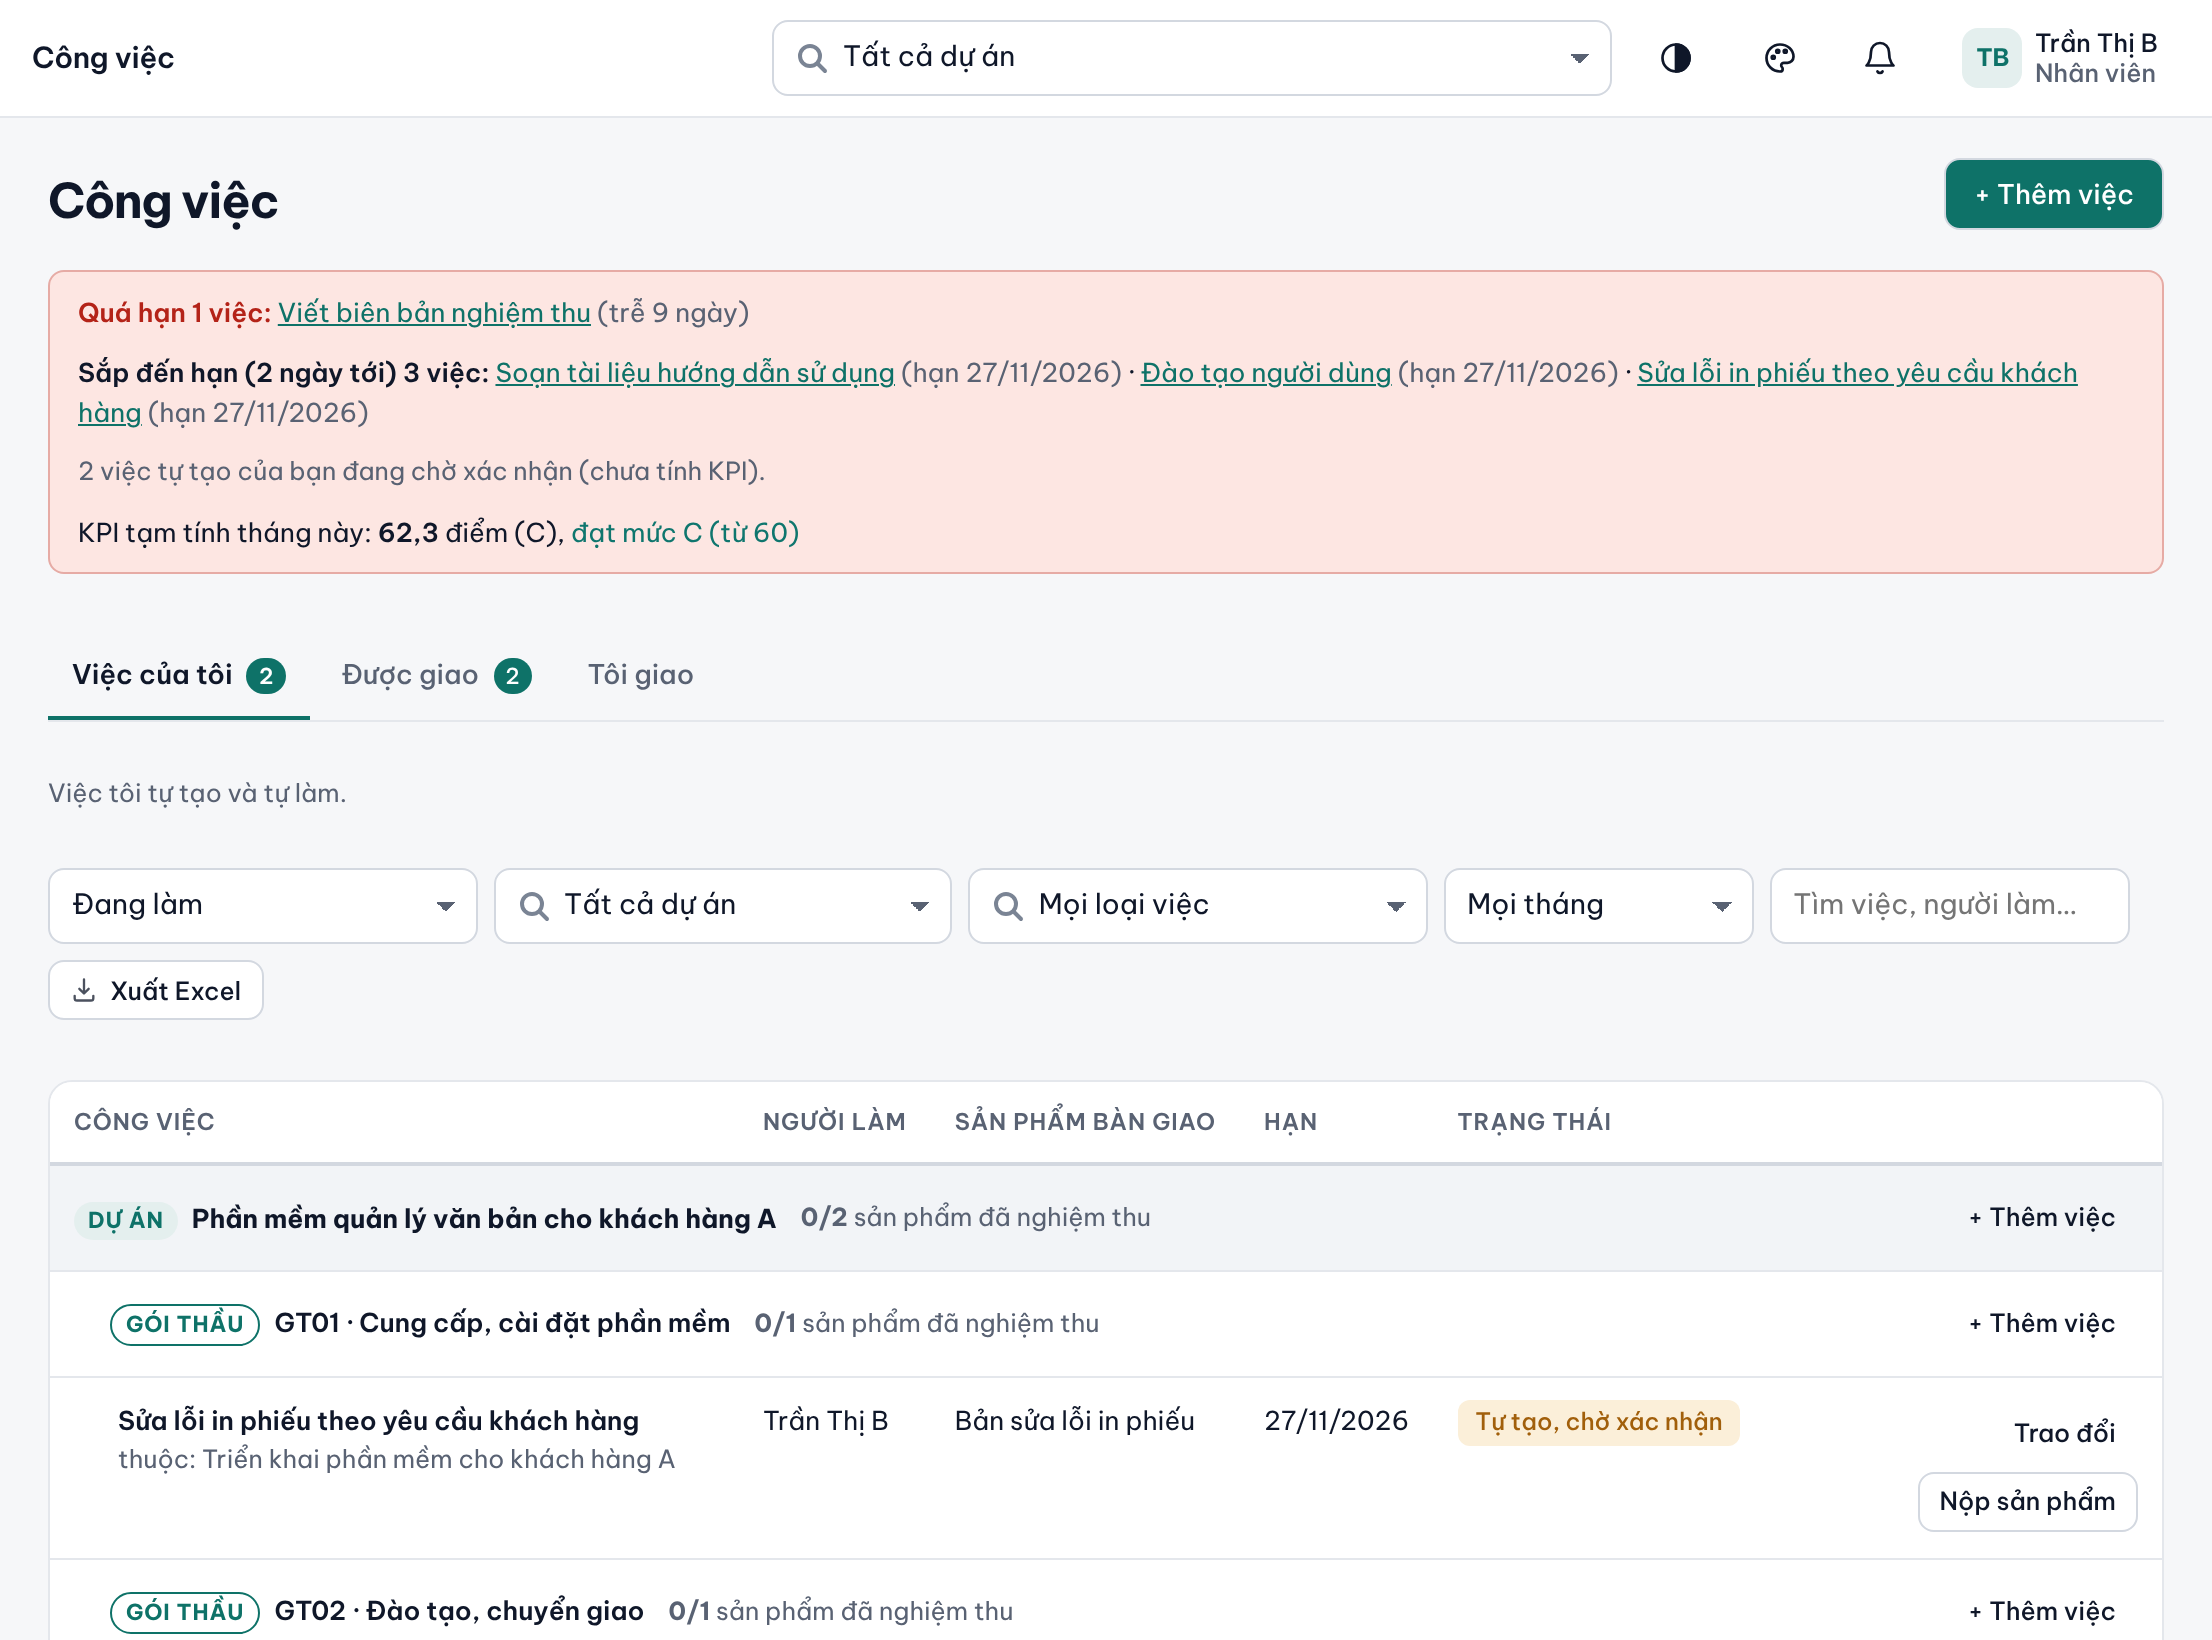 Công việc
Tất cả dự án
TB
Trần Thị B
Nhân viên
Công việc
+ Thêm việc
Quá hạn 1 việc: Viết biên bản nghiệm thu (trễ 9 ngày)
Sắp đến hạn (2 ngày tới) 3 việc: Soạn tài liệu hướng dẫn sử dụng (hạn 27/11/2026) · Đào tạo người dùng (hạn 27/11/2026) · Sửa lỗi in phiếu theo yêu cầu khách
hàng (hạn 27/11/2026)
2 việc tự tạo của bạn đang chờ xác nhận (chưa tính KPI).
KPI tạm tính tháng này: 62,3 điểm (C), đạt mức C (từ 60)
Việc của tôi 2 Được giao 2 Tôi giao
Việc tôi tự tạo và tự làm.
Đang làm Tất cả dự án Mọi loại việc Mọi tháng Tìm việc, người làm...
Xuất Excel
CÔNG VIỆC NGƯỜI LÀM SẢN PHẨM BÀN GIAO HẠN TRẠNG THÁI
DỰ ÁN Phần mềm quản lý văn bản cho khách hàng A 0/2 sản phẩm đã nghiệm thu + Thêm việc
GÓI THẦU GT01 · Cung cấp, cài đặt phần mềm 0/1 sản phẩm đã nghiệm thu + Thêm việc
Sửa lỗi in phiếu theo yêu cầu khách hàng Trần Thị B Bản sửa lỗi in phiếu 27/11/2026 Tự tạo, chờ xác nhận Trao đổi
thuộc: Triển khai phần mềm cho khách hàng A
Nộp sản phẩm
GÓI THẦU GT02 · Đào tạo, chuyển giao 0/1 sản phẩm đã nghiệm thu + Thêm việc